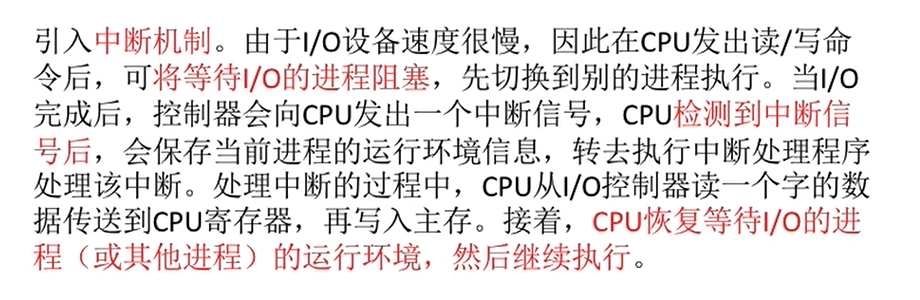 引入中断机制。由于I/O设备速度很慢，因此在CPU发出读/写命
令后，可将等待I/O的进程阻塞，先切换到别的进程执行。当I/O
完成后，控制器会向CPU发出一个中断信号，CPU检测到中断信
号后，会保存当前进程的运行环境信息，转去执行中断处理程序
处理该中断。处理中断的过程中，CPU从I/O控制器读一个字的数
据传送到CPU寄存器，再写入主存。接着，CPU恢复等待I/O的进
程（或其他进程）的运行环境，然后继续执行。